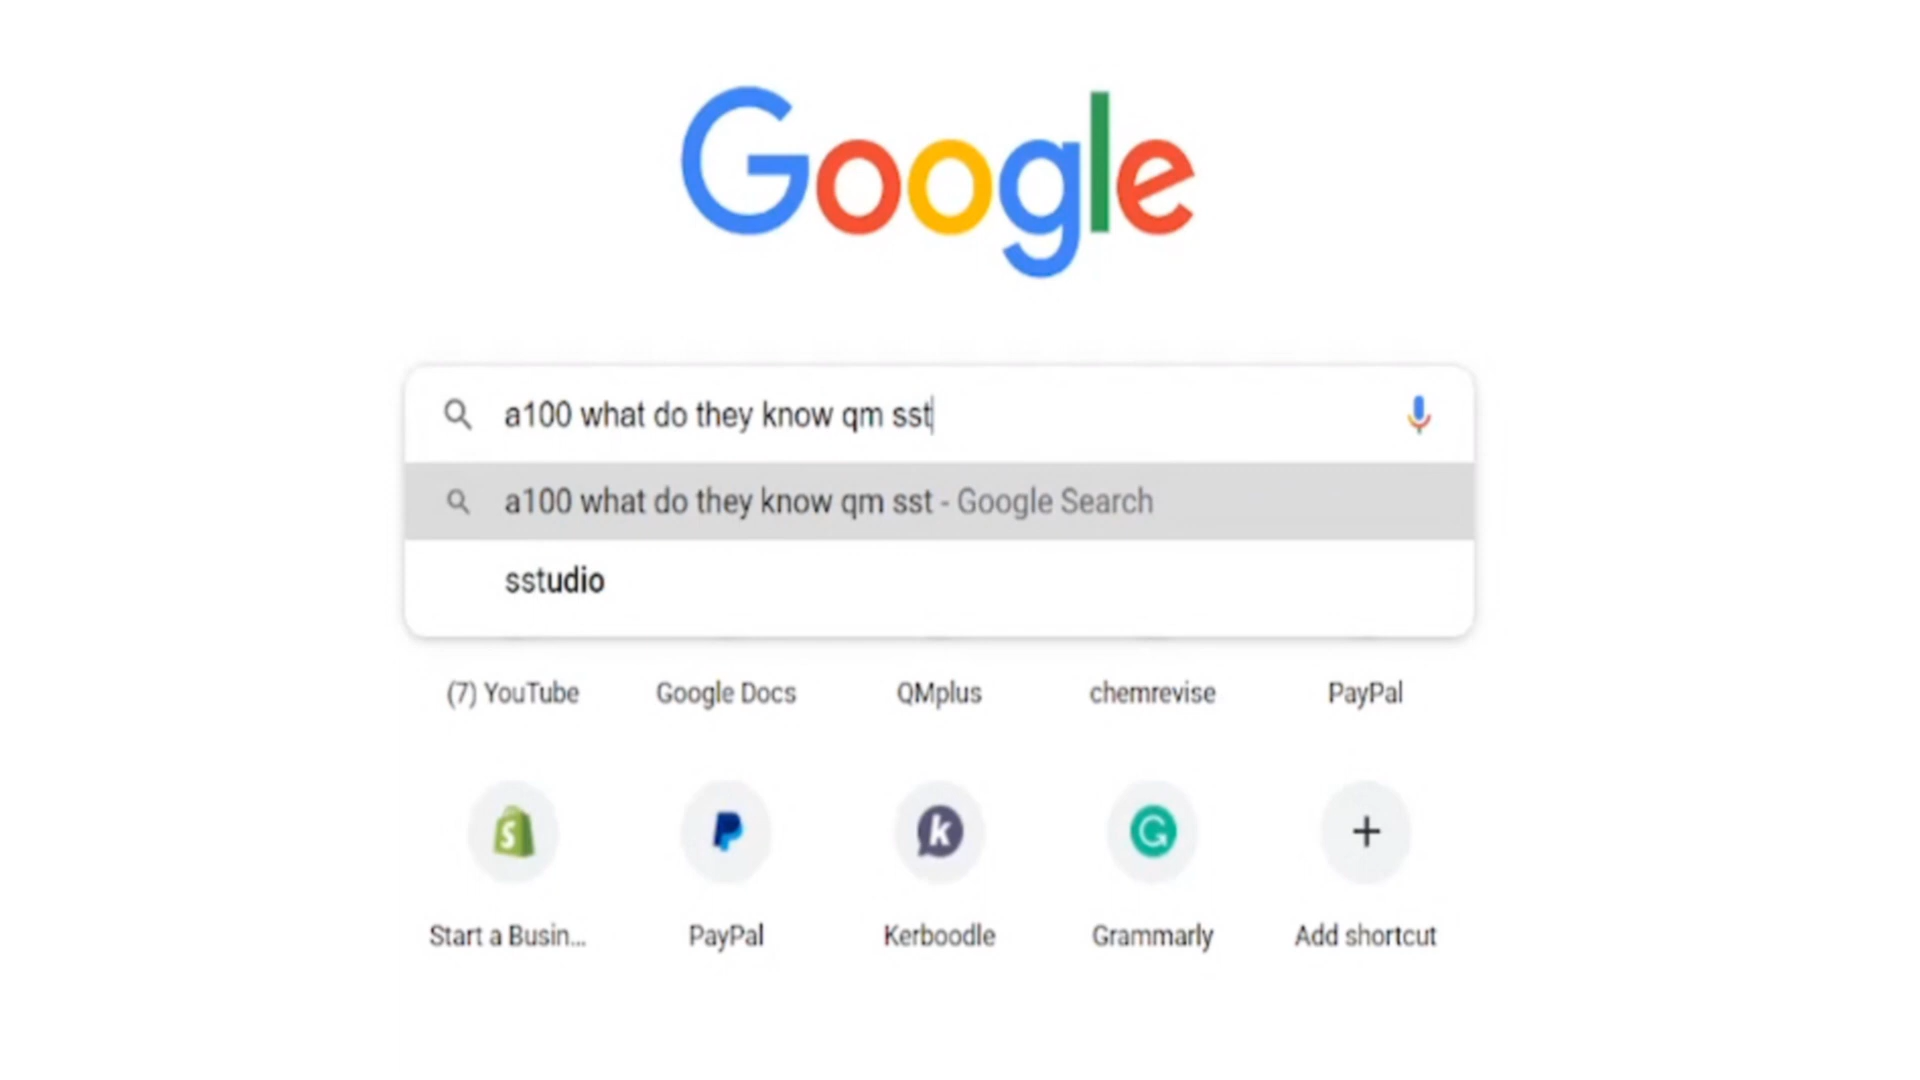 Google
a100 what do they know qm sst
a100 what do they know qm sst - Google Search
sstudio
(7) YouTube Google Docs QMplus chemrevise PayPal
Start a Busin... PayPal Kerboodle Grammarly Add shortcut